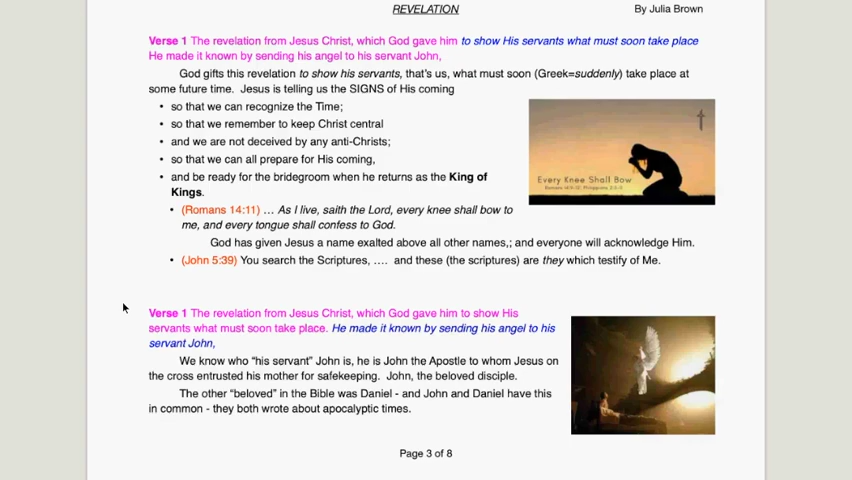 REVELATION By Julia Brown
Verse 1 The revelation from Jesus Christ, which God gave him to show His servants what must soon take place
He made it known by sending his angel to his servant John,
God gifts this revelation to show his servants, that's us, what must soon (Greek=suddenly) take place at
some future time. Jesus is telling us the SIGNS of His coming
• so that we can recognize the Time;
• so that we remember to keep Christ central
• and we are not deceived by any anti-Christs;
• so that we can all prepare for His coming,
• and be ready for the bridegroom when he returns as the King of
Kings.
Every Knee Shall Bow
• (Romans 14:11) … As I live, saith the Lord, every knee shall bow to
me, and every tongue shall confess to God.
God has given Jesus a name exalted above all other names,; and everyone will acknowledge Him.
• (John 5:39) You search the Scriptures, …. and these (the scriptures) are they which testify of Me.
Verse 1 The revelation from Jesus Christ, which God gave him to show His
servants what must soon take place. He made it known by sending his angel to his
servant John,
We know who “his servant” John is, he is John the Apostle to whom Jesus on
the cross entrusted his mother for safekeeping. John, the beloved disciple.
The other “beloved” in the Bible was Daniel - and John and Daniel have this
in common - they both wrote about apocalyptic times.
Page 3 of 8